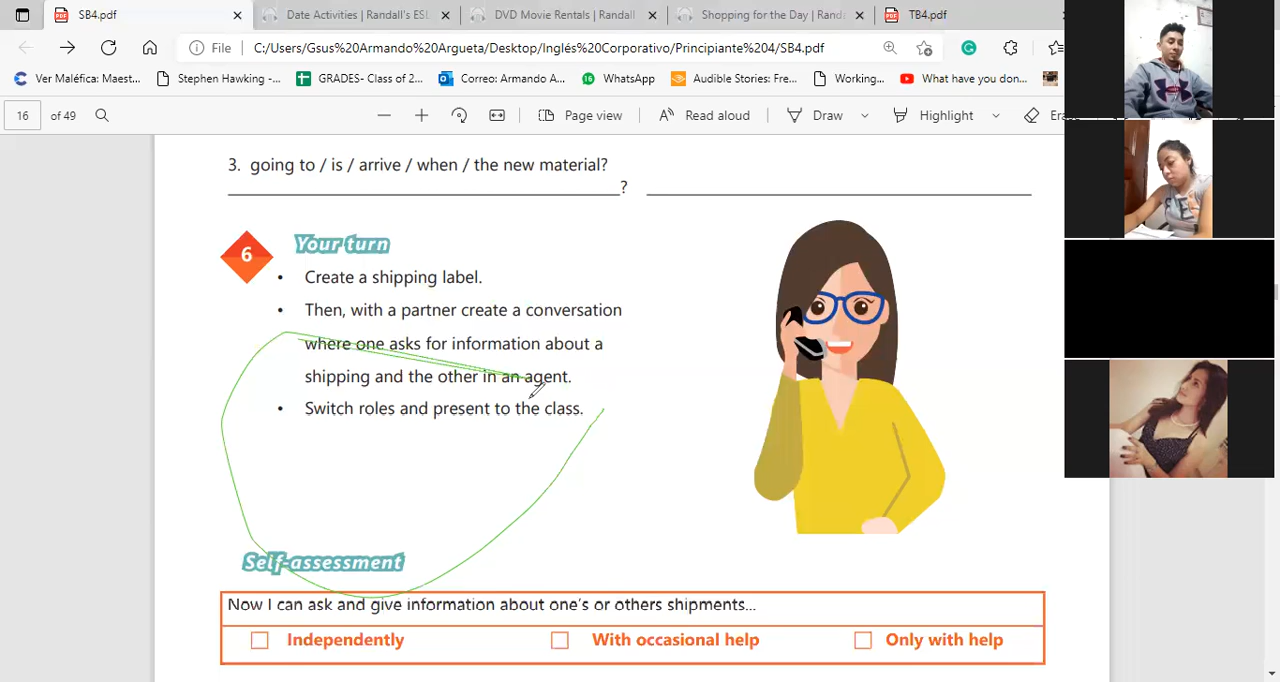 SB4.pdf
Date Activities | Randall's ESL
DVD Movie Rentals | Randall
Shopping for the Day | Randa
TB4.pdf
File
C:/Users/Gsus%20Armando%20Arguera/Desktop/Inglés%20Corporativo/Principiante%204/SB4.pdf
Ver Maléfica: Maest...
Stephen Hawking -...
GRADES- Class of 2...
Correo: Armando A...
WhatsApp
Audible Stories: Fre...
Working...
What have you don...
16 of 49
Page view
Read aloud
Draw
Highlight
3. going to / is / arrive / when / the new material?
?
6 Your turn
• Create a shipping label.
• Then, with a partner create a conversation
where one asks for information about a
shipping and the other in an agent.
• Switch roles and present to the class.
Self-assessment
Now I can ask and give information about one's or others shipments...
Independently
With occasional help
Only with help